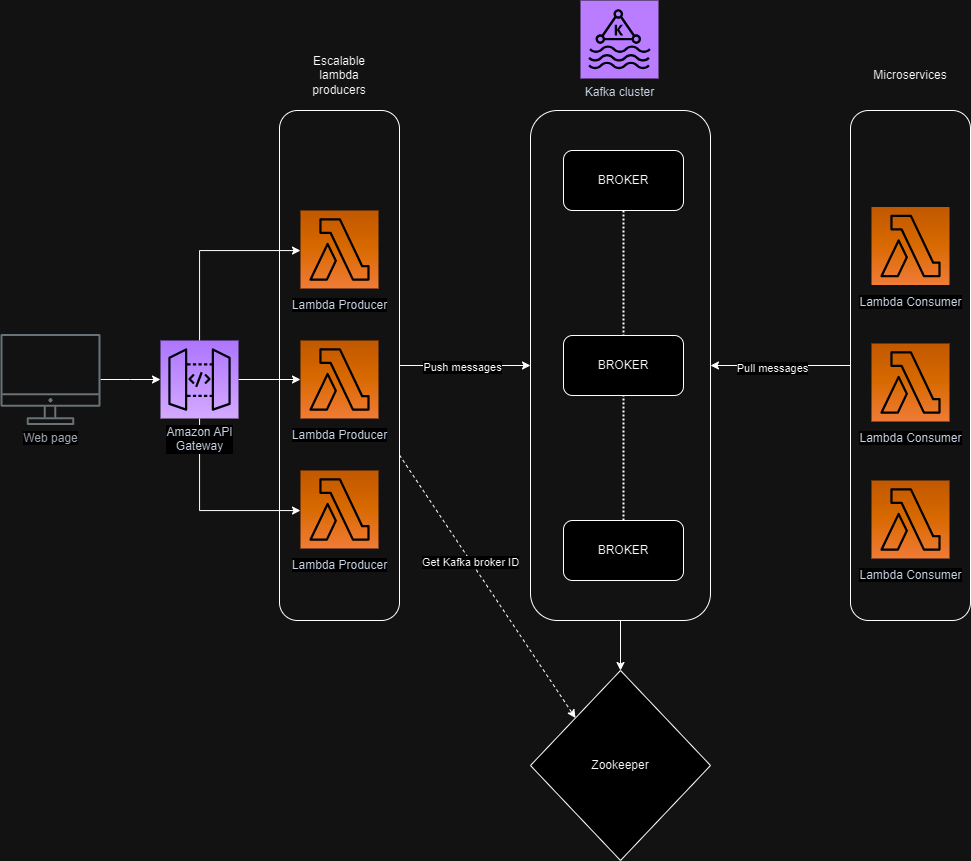 Escalable
lambda
producers
K
Kafka cluster
Microservices
BROKER
Lambda Producer
Lambda Consumer
</>
Web page
Amazon API
Gateway
Lambda Producer
Push messages
BROKER
Pull messages
Lambda Consumer
Lambda Producer
Get Kafka broker ID
BROKER
Lambda Consumer
Zookeeper